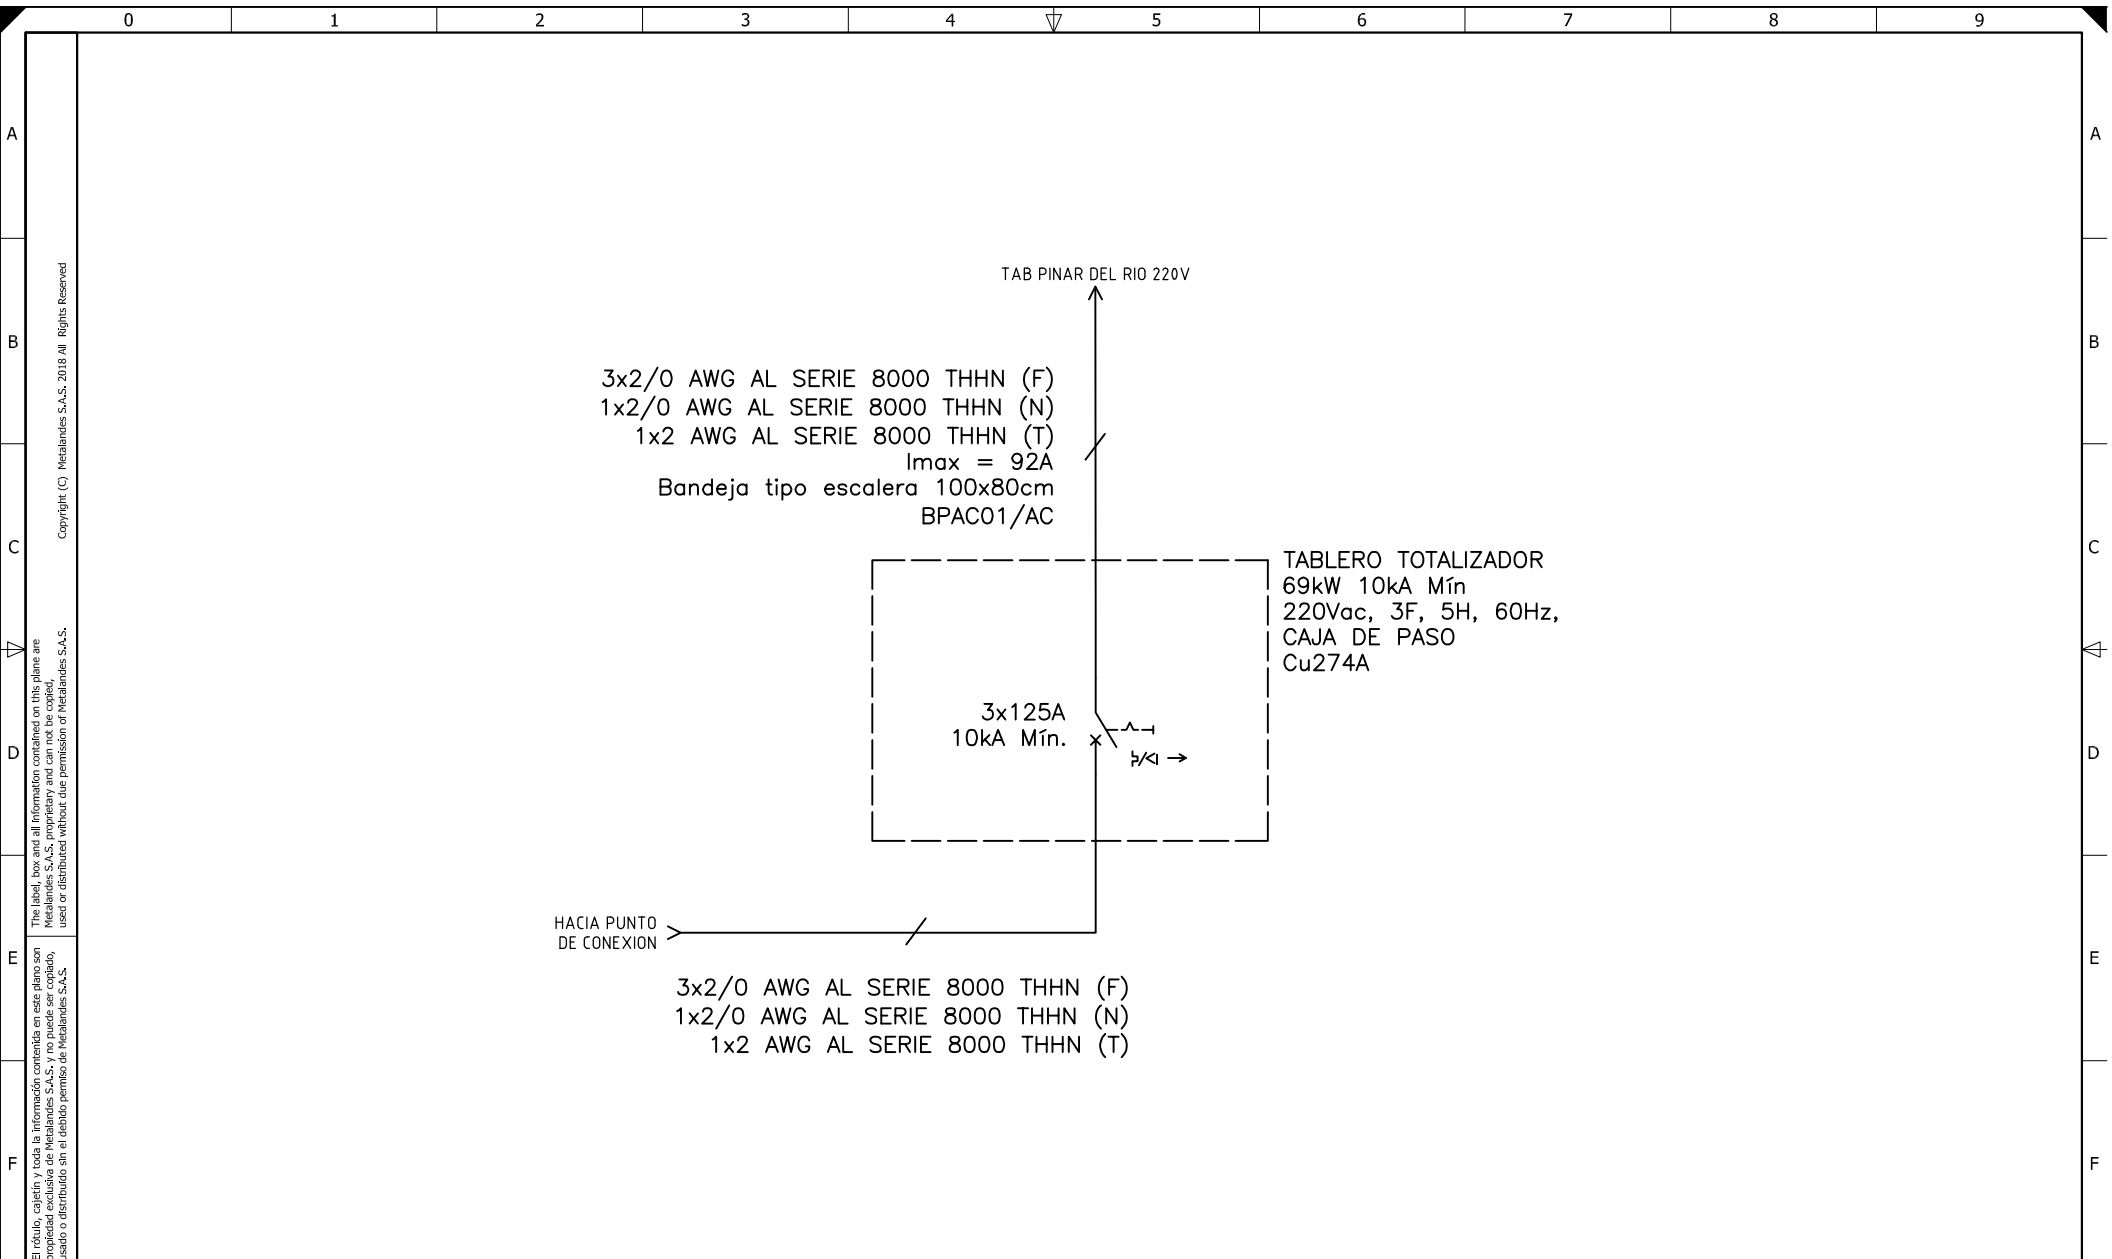 0 1 2 3 4 5 6 7 8 9
A A
B B
C C
D D
E E
F F
TAB PINAR DEL RIO 220V
3x2/0 AWG AL SERIE 8000 THHN (F)
1x2/0 AWG AL SERIE 8000 THHN (N)
1x2 AWG AL SERIE 8000 THHN (T)
Imax = 92A
Bandeja tipo escalera 100x80cm
BPAC01/AC
TABLERO TOTALIZADOR
69kW 10kA Mín
220Vac, 3F, 5H, 60Hz,
CAJA DE PASO
Cu274A
3x125A
10kA Mín.
HACIA PUNTO
DE CONEXION
3x2/0 AWG AL SERIE 8000 THHN (F)
1x2/0 AWG AL SERIE 8000 THHN (N)
1x2 AWG AL SERIE 8000 THHN (T)
The label, box and all information contained on this plane are
Metalandes S.A.S. proprietary and can not be copied,
used or distributed without due permission of Metalandes S.A.S.
Copyright (C) Metalandes S.A.S. 2018 All Rights Reserved
El rótulo, cajetín y toda la información contenida en este plano son
propiedad exclusiva de Metalandes S.A.S. y no puede ser copiado,
usado o distribuido sin el debido permiso de Metalandes S.A.S.